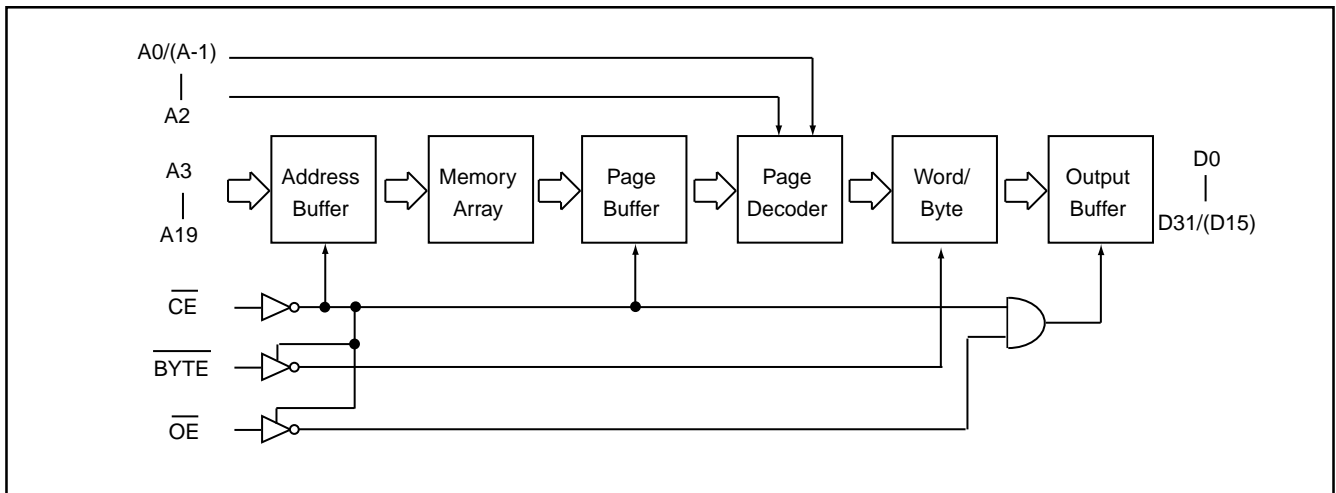 A0/(A-1)
A2
A3
A19
Address
Buffer
Memory
Array
Page
Buffer
Page
Decoder
Word/
Byte
Output
Buffer
D0
D31/(D15)
CE
BYTE
OE